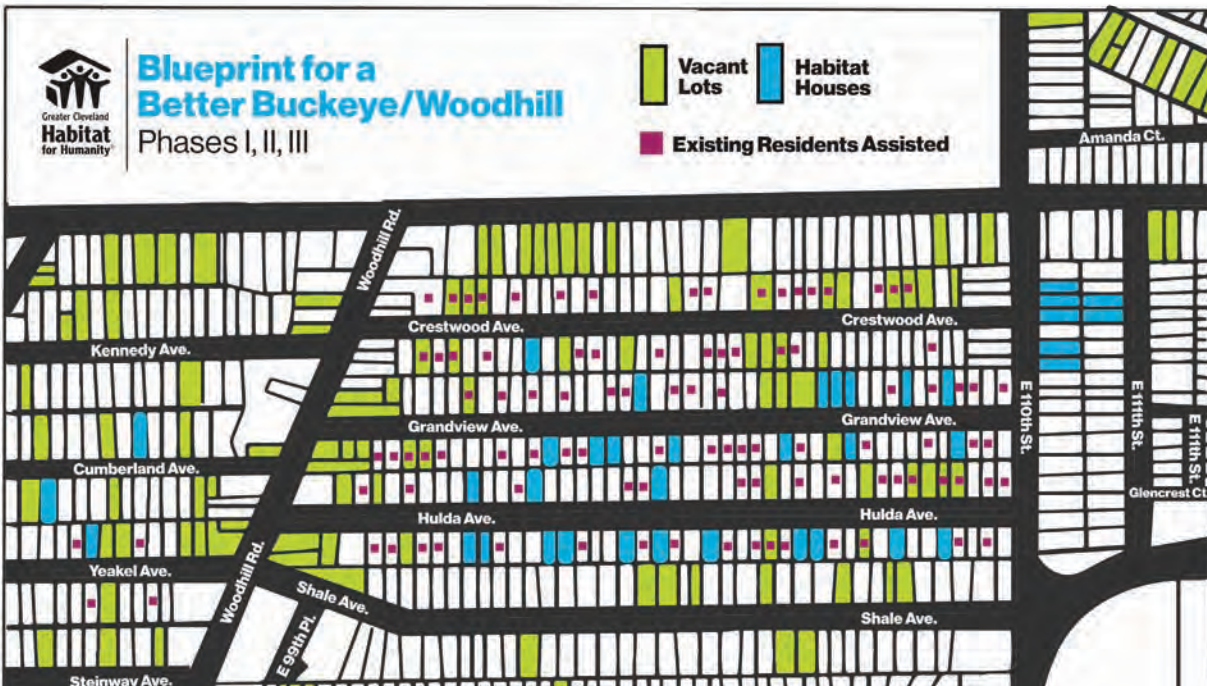 Greater Cleveland
Habitat
for Humanity®
Blueprint for a
Better Buckeye/Woodhill
Phases I, II, III
Vacant
Lots
Habitat
Houses
Existing Residents Assisted
Amanda Ct.
Woodhill Rd.
Crestwood Ave.
Crestwood Ave.
Kennedy Ave.
E 110th St.
E 111th St.
E 111th St.
Grandview Ave.
Grandview Ave.
Cumberland Ave.
Glencrest Ct
Hulda Ave.
Hulda Ave.
Yeakel Ave.
Woodhill Rd.
Shale Ave.
Shale Ave.
E 99th Pl.
Steinway Ave.